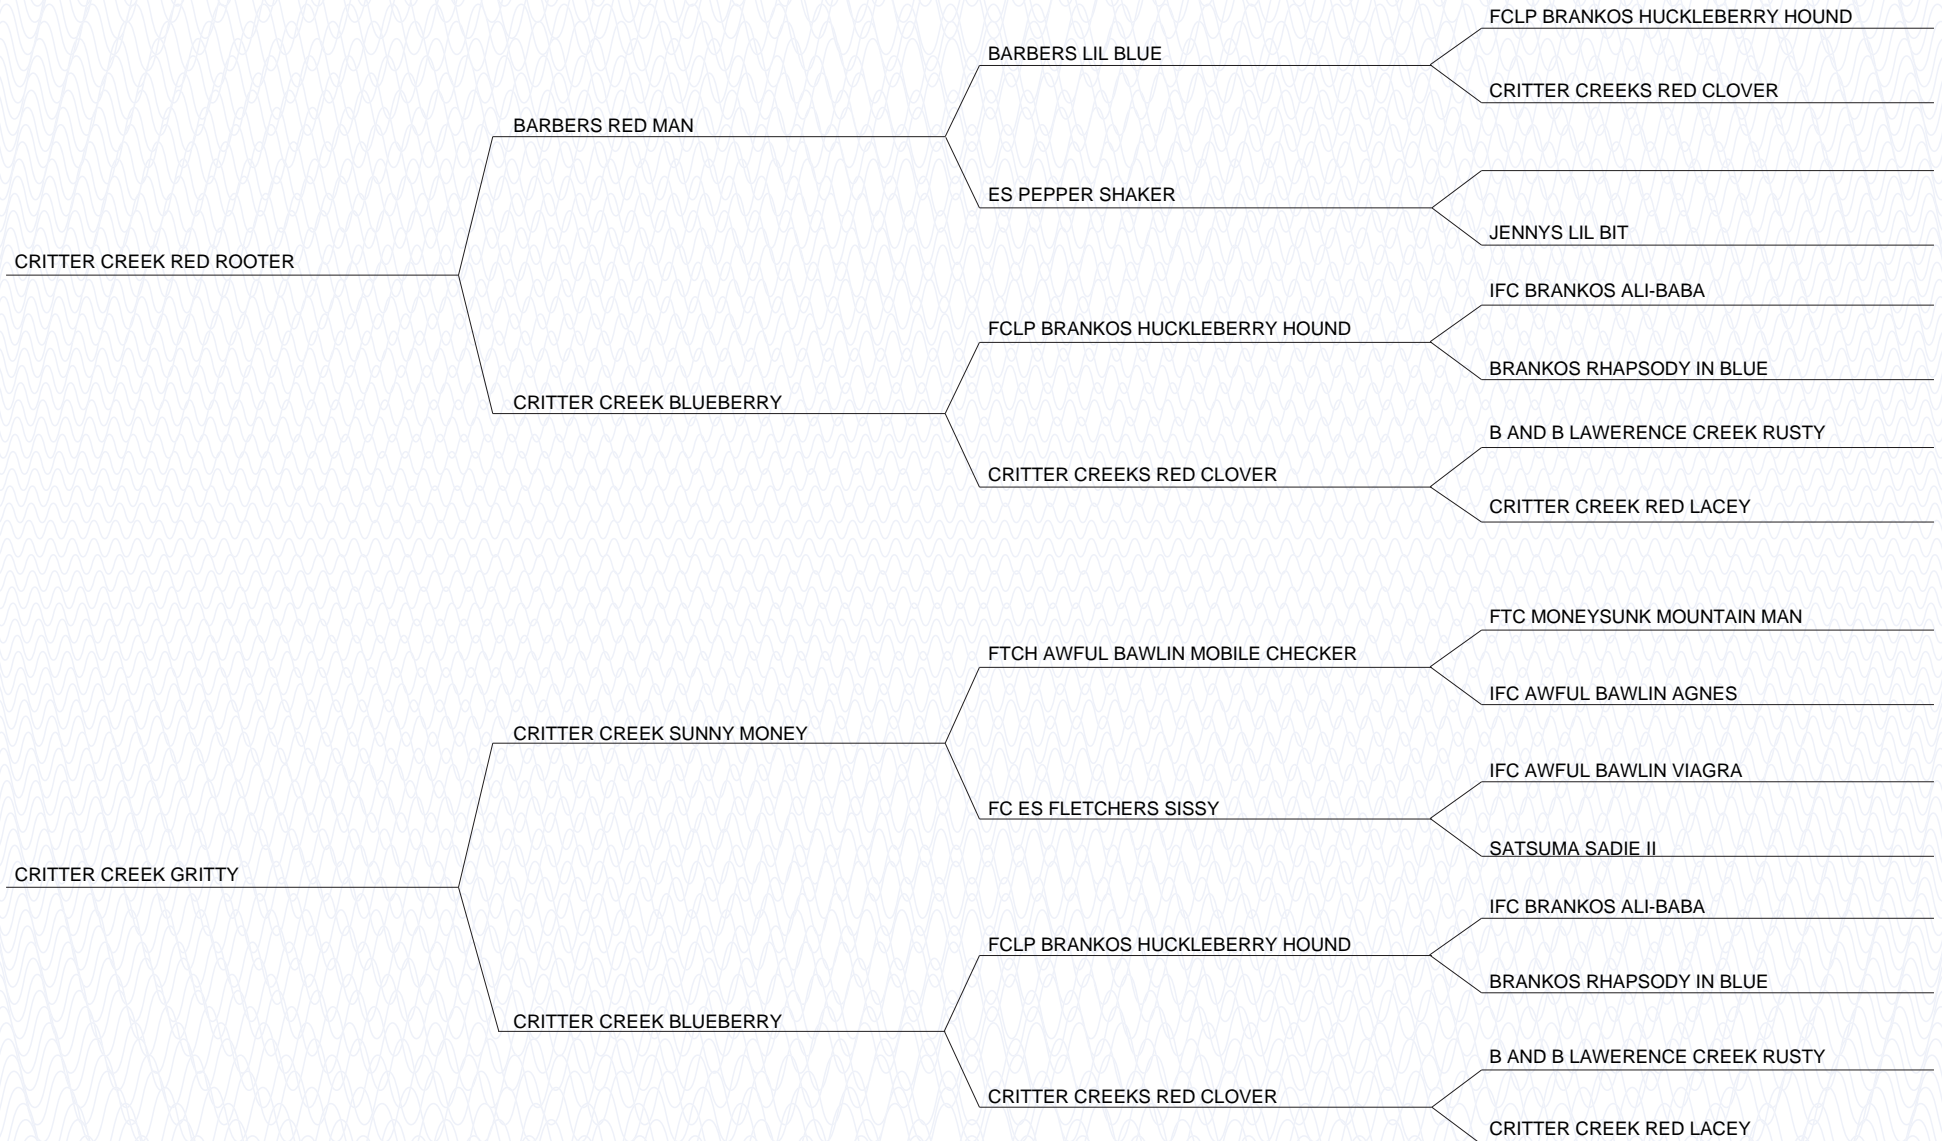 FCLP BRANKOS HUCKLEBERRY HOUND
BARBERS LIL BLUE
CRITTER CREEKS RED CLOVER
BARBERS RED MAN
ES PEPPER SHAKER
JENNYS LIL BIT
CRITTER CREEK RED ROOTER
IFC BRANKOS ALI-BABA
FCLP BRANKOS HUCKLEBERRY HOUND
BRANKOS RHAPSODY IN BLUE
CRITTER CREEK BLUEBERRY
B AND B LAWERENCE CREEK RUSTY
CRITTER CREEKS RED CLOVER
CRITTER CREEK RED LACEY
FTC MONEYSUNK MOUNTAIN MAN
FTCH AWFUL BAWLIN MOBILE CHECKER
IFC AWFUL BAWLIN AGNES
CRITTER CREEK SUNNY MONEY
IFC AWFUL BAWLIN VIAGRA
FC ES FLETCHERS SISSY
SATSUMA SADIE II
CRITTER CREEK GRITTY
IFC BRANKOS ALI-BABA
FCLP BRANKOS HUCKLEBERRY HOUND
BRANKOS RHAPSODY IN BLUE
CRITTER CREEK BLUEBERRY
B AND B LAWERENCE CREEK RUSTY
CRITTER CREEKS RED CLOVER
CRITTER CREEK RED LACEY